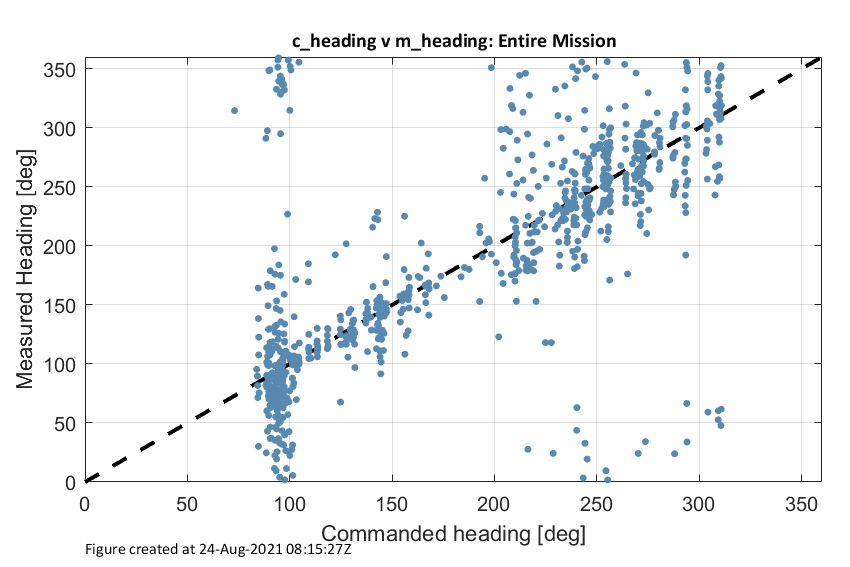 c_heading v m_heading: Entire Mission
350
300
250
200
150
100
50
0
Measured Heading [deg]
0 50 100 150 200 250 300 350
Commanded heading [deg]
Figure created at 24-Aug-2021 08:15:27Z